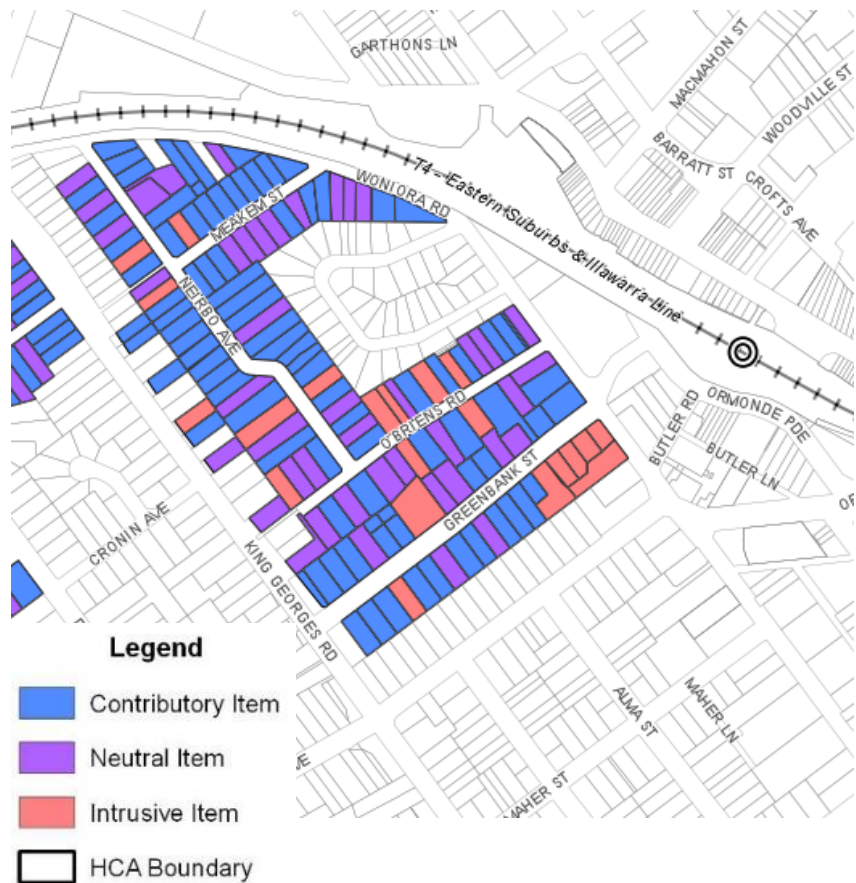 GARTHONS LN
MACMAHON ST
WOODVILLE ST
BARRATT ST
CROFTS AVE
T4 - Eastern Suburbs & Illawarra Line
WONIORA RD
MEAKEM ST
NEIRBO AVE
O'BRIENS RD
ORMONDE PDE
BUTLER RD
BUTLER LN
GREENBANK ST
CRONIN AVE
KING GEORGES RD
ALMA ST
MAHER LN
MAHER ST
Legend
Contributory Item
Neutral Item
Intrusive Item
HCA Boundary